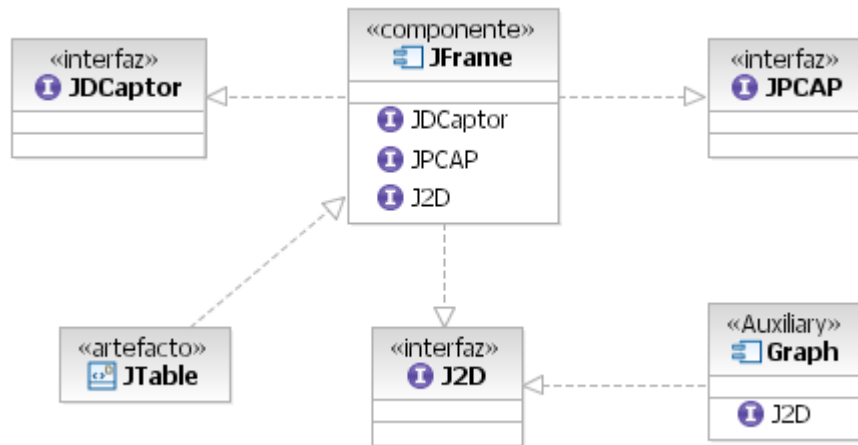 «componente»
JFrame
«interfaz»
JDCaptor
«interfaz»
JPCAP
JDCaptor
JPCAP
J2D
«artefacto»
JTable
«interfaz»
J2D
«Auxiliary»
Graph
J2D